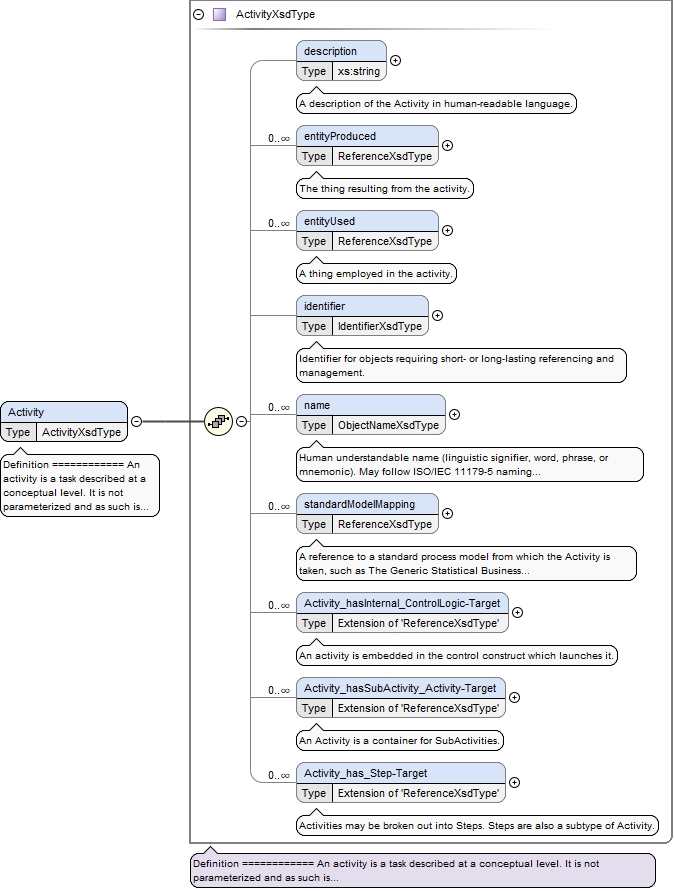 ActivityXsdType
description
Type xs:string
A description of the Activity in human-readable language.
0..∞
entityProduced
Type ReferenceXsdType
The thing resulting from the activity.
0..∞
entityUsed
Type ReferenceXsdType
A thing employed in the activity.
identifier
Type IdentifierXsdType
Identifier for objects requiring short- or long-lasting referencing and
management.
Activity
Type ActivityXsdType
Definition ============ An
activity is a task described at a
conceptual level. It is not
parameterized and as such is...
0..∞
name
Type ObjectNameXsdType
Human understandable name (linguistic signifier, word, phrase, or
mnemonic). May follow ISO/IEC 11179-5 naming...
0..∞
standardModelMapping
Type ReferenceXsdType
A reference to a standard process model from which the Activity is
taken, such as The Generic Statistical Business...
0..∞
Activity_hasInternal_ControlLogic-Target
Type Extension of 'ReferenceXsdType'
An activity is embedded in the control construct which launches it.
0..∞
Activity_hasSubActivity_Activity-Target
Type Extension of 'ReferenceXsdType'
An Activity is a container for SubActivities.
0..∞
Activity_has_Step-Target
Type Extension of 'ReferenceXsdType'
Activities may be broken out into Steps. Steps are also a subtype of Activity.
Definition ============ An activity is a task described at a conceptual level. It is not
parameterized and as such is...